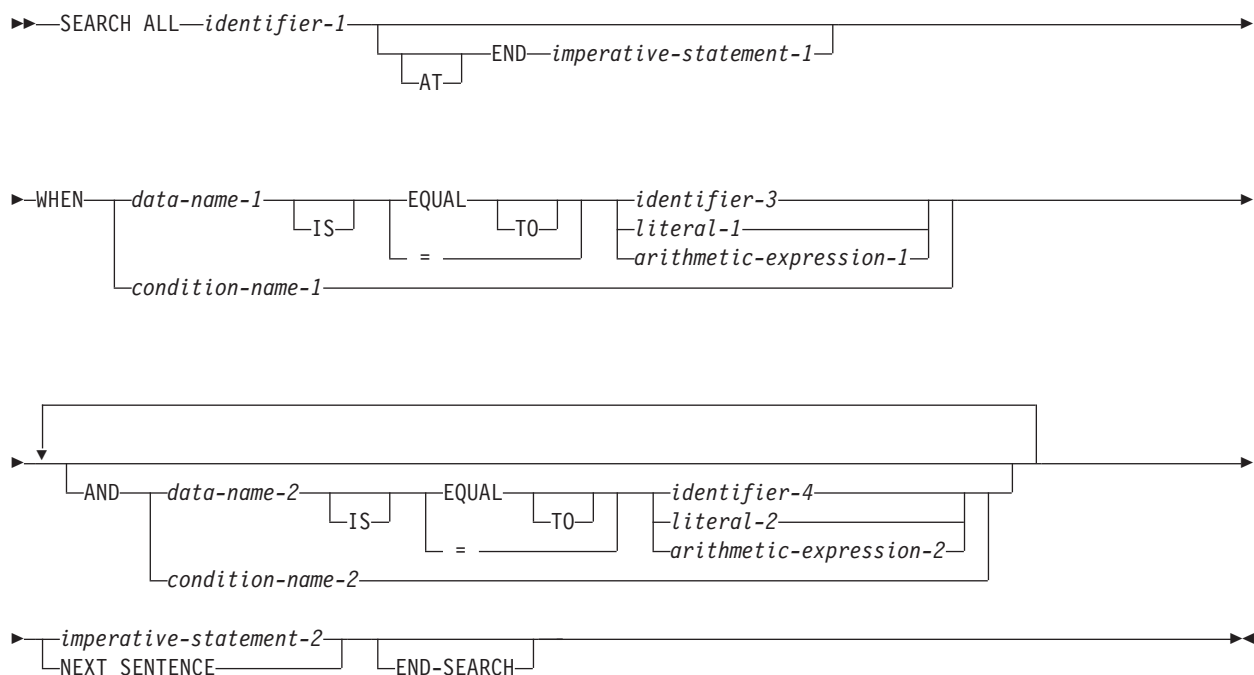 SEARCH ALL identifier-1
END imperative-statement-1
AT
WHEN data-name-1 EQUAL identifier-3
IS TO literal-1
= arithmetic-expression-1
condition-name-1
AND data-name-2 EQUAL identifier-4
IS TO literal-2
= arithmetic-expression-2
condition-name-2
imperative-statement-2
NEXT SENTENCE END-SEARCH